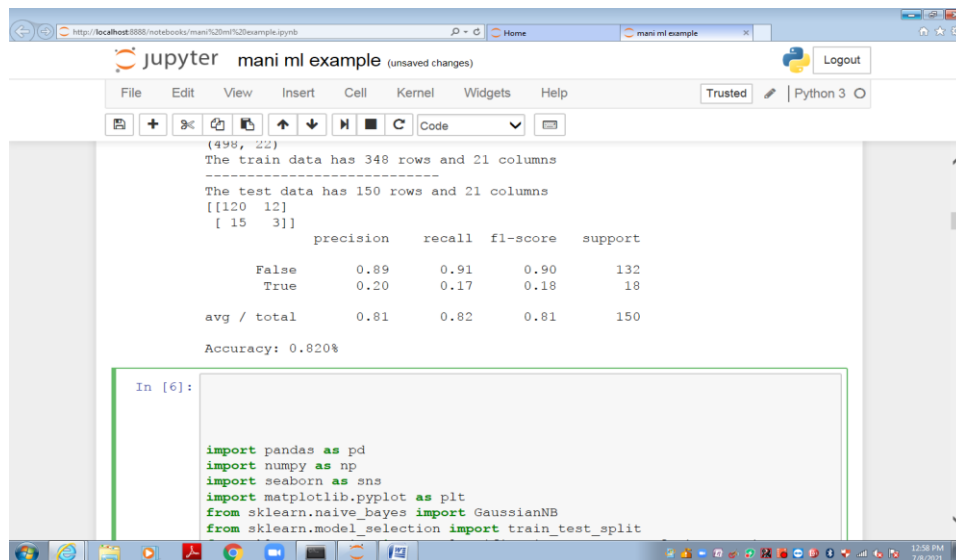 http://localhost:8888/notebooks/mani%20ml%20example.ipynb
Home
mani ml example
jupyter mani ml example (unsaved changes)
Logout
File Edit View Insert Cell Kernel Widgets Help
Trusted
Python 3
Code
(498, 22)
The train data has 348 rows and 21 columns
----------------------------
The test data has 150 rows and 21 columns
[[120 12]
[ 15 3]]
precision recall f1-score support
False 0.89 0.91 0.90 132
True 0.20 0.17 0.18 18
avg / total 0.81 0.82 0.81 150
Accuracy: 0.820%
In [6]:
import pandas as pd
import numpy as np
import seaborn as sns
import matplotlib.pyplot as plt
from sklearn.naive_bayes import GaussianNB
from sklearn.model_selection import train_test_split
12:58 PM
7/8/2021